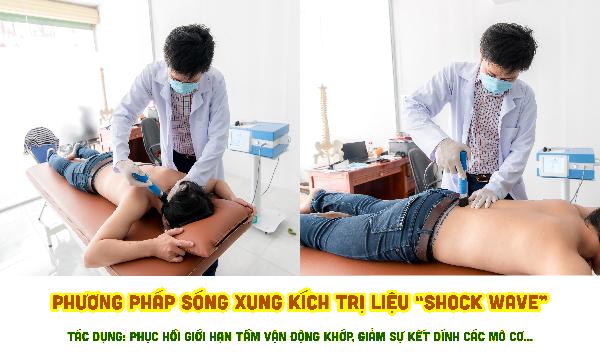 PHƯƠNG PHÁP SÓNG XUNG KÍCH TRỊ LIỆU “SHOCK WAVE”
TÁC DỤNG: PHỤC HỒI GIỚI HẠN TẦM VẬN ĐỘNG KHỚP, GIẢM SỰ KẾT DÍNH CÁC MÔ CƠ...